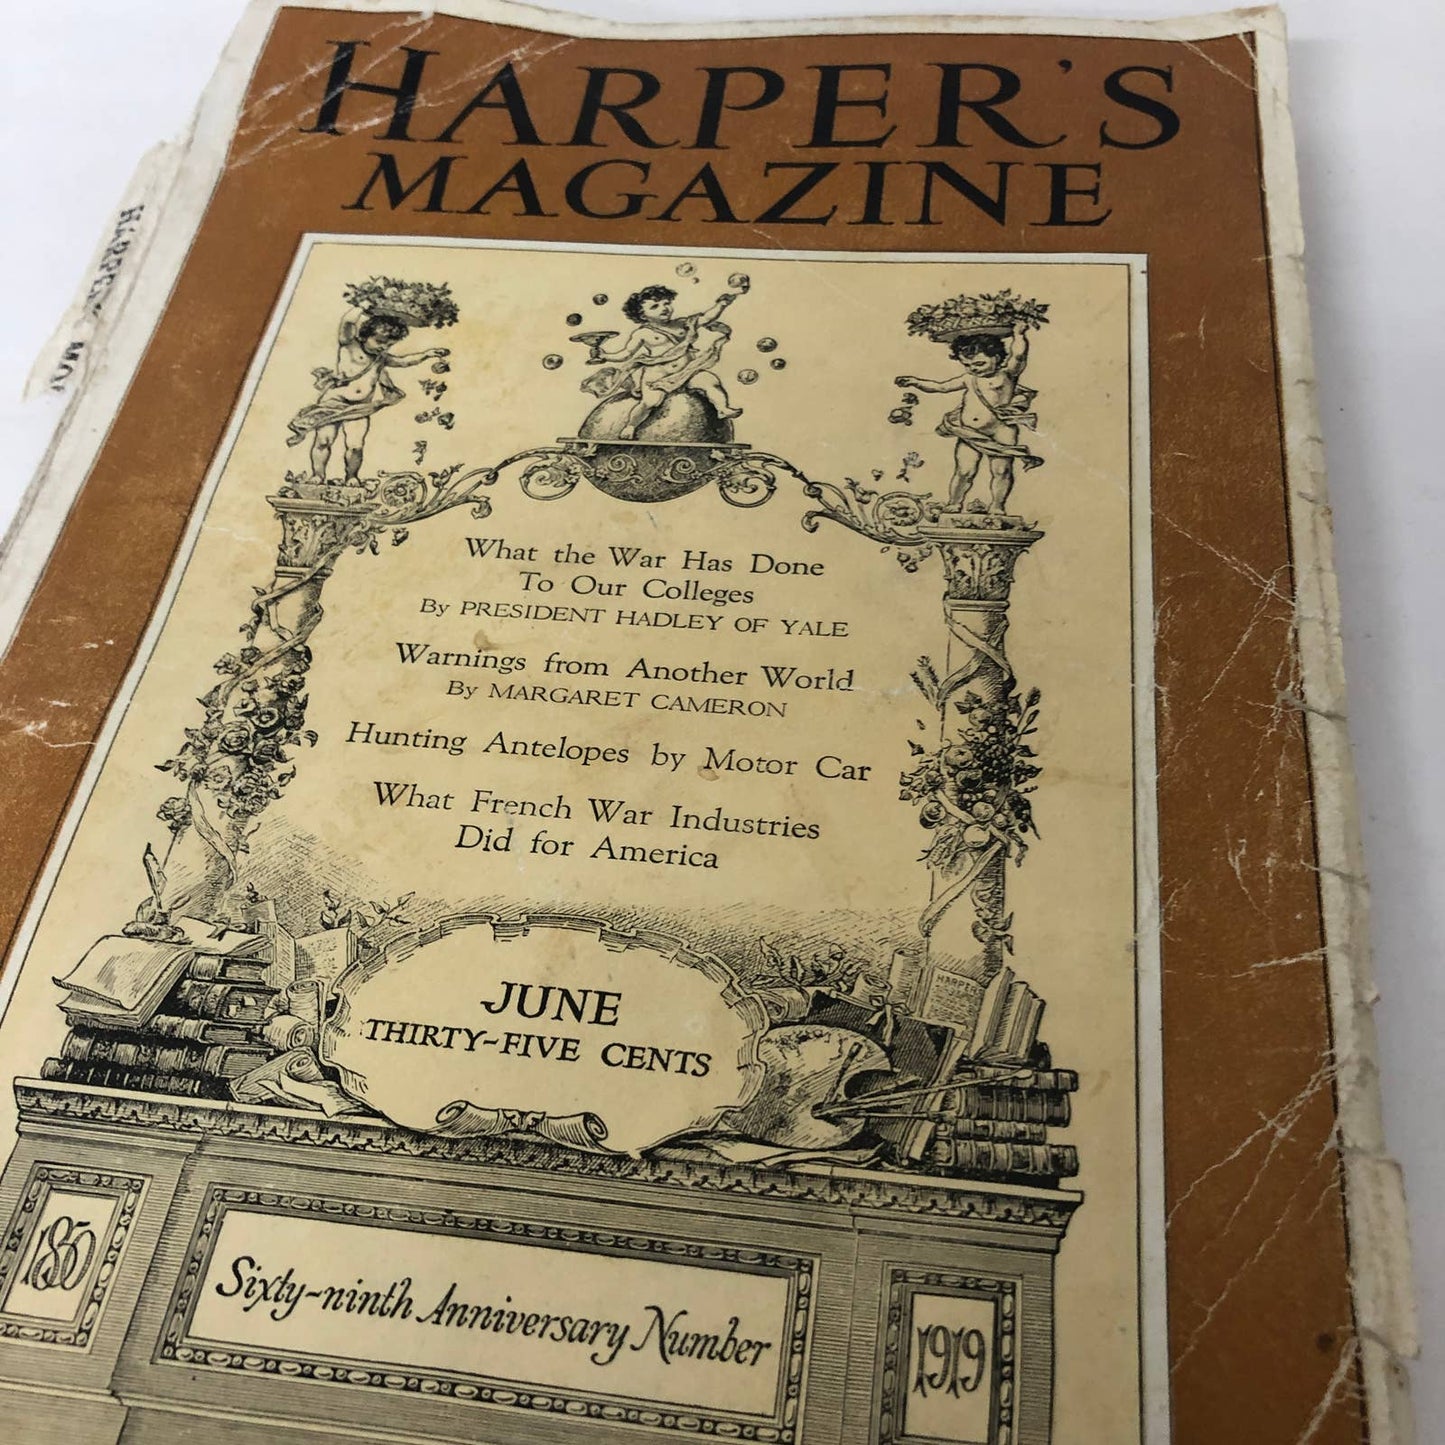 HARPER'S
MAGAZINE
What the War Has Done
To Our Colleges
By PRESIDENT HADLEY OF YALE
Warnings from Another World
By MARGARET CAMERON
Hunting Antelopes by Motor Car
What French War Industries
Did for America
HARPER
JUNE
THIRTY-FIVE CENTS
1850
Sixty-ninth Anniversary Number
1919